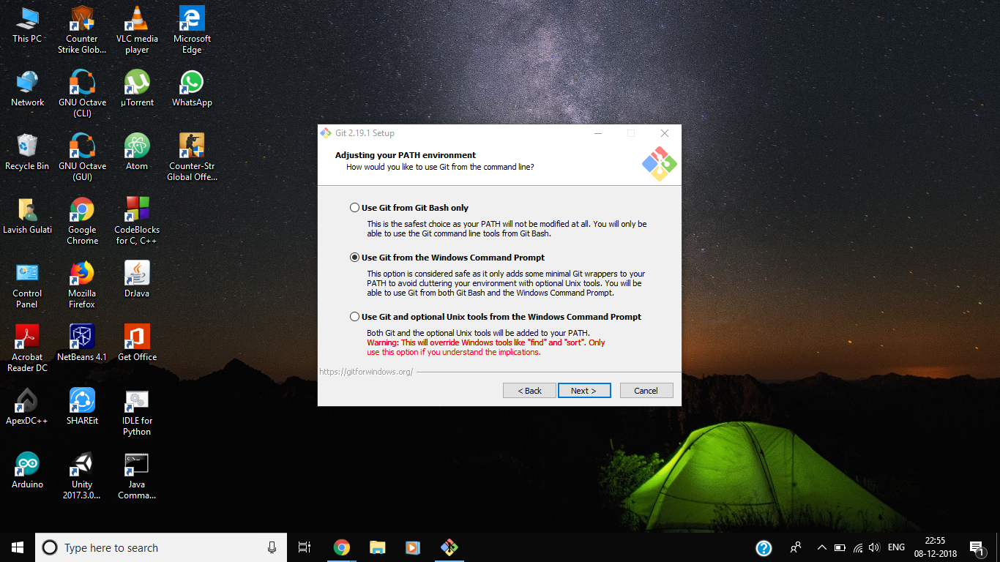 This PC
Counter
Strike Glob...
VLC media
player
Microsoft
Edge
Network
GNU Octave
(CLI)
µTorrent
WhatsApp
Recycle Bin
GNU Octave
(GUI)
Atom
Counter-Str
Global Offe...
Lavish Gulati
Google
Chrome
CodeBlocks
for C, C++
Control
Panel
Mozilla
Firefox
DrJava
Acrobat
Reader DC
NetBeans 4.1
Get Office
ApexDC++
SHAREit
IDLE for
Python
Arduino
Unity
2017.3.0...
Java
Comma...
Git 2.19.1 Setup
Adjusting your PATH environment
How would you like to use Git from the command line?
Use Git from Git Bash only
This is the safest choice as your PATH will not be modified at all. You will only be
able to use the Git command line tools from Git Bash.
Use Git from the Windows Command Prompt
This option is considered safe as it only adds some minimal Git wrappers to your
PATH to avoid cluttering your environment with optional Unix tools. You will be
able to use Git from both Git Bash and the Windows Command Prompt.
Use Git and optional Unix tools from the Windows Command Prompt
Both Git and the optional Unix tools will be added to your PATH.
Warning: This will override Windows tools like "find" and "sort". Only
use this option if you understand the implications.
https://gitforwindows.org/
< Back
Next >
Cancel
Type here to search
ENG
22:55
08-12-2018
1